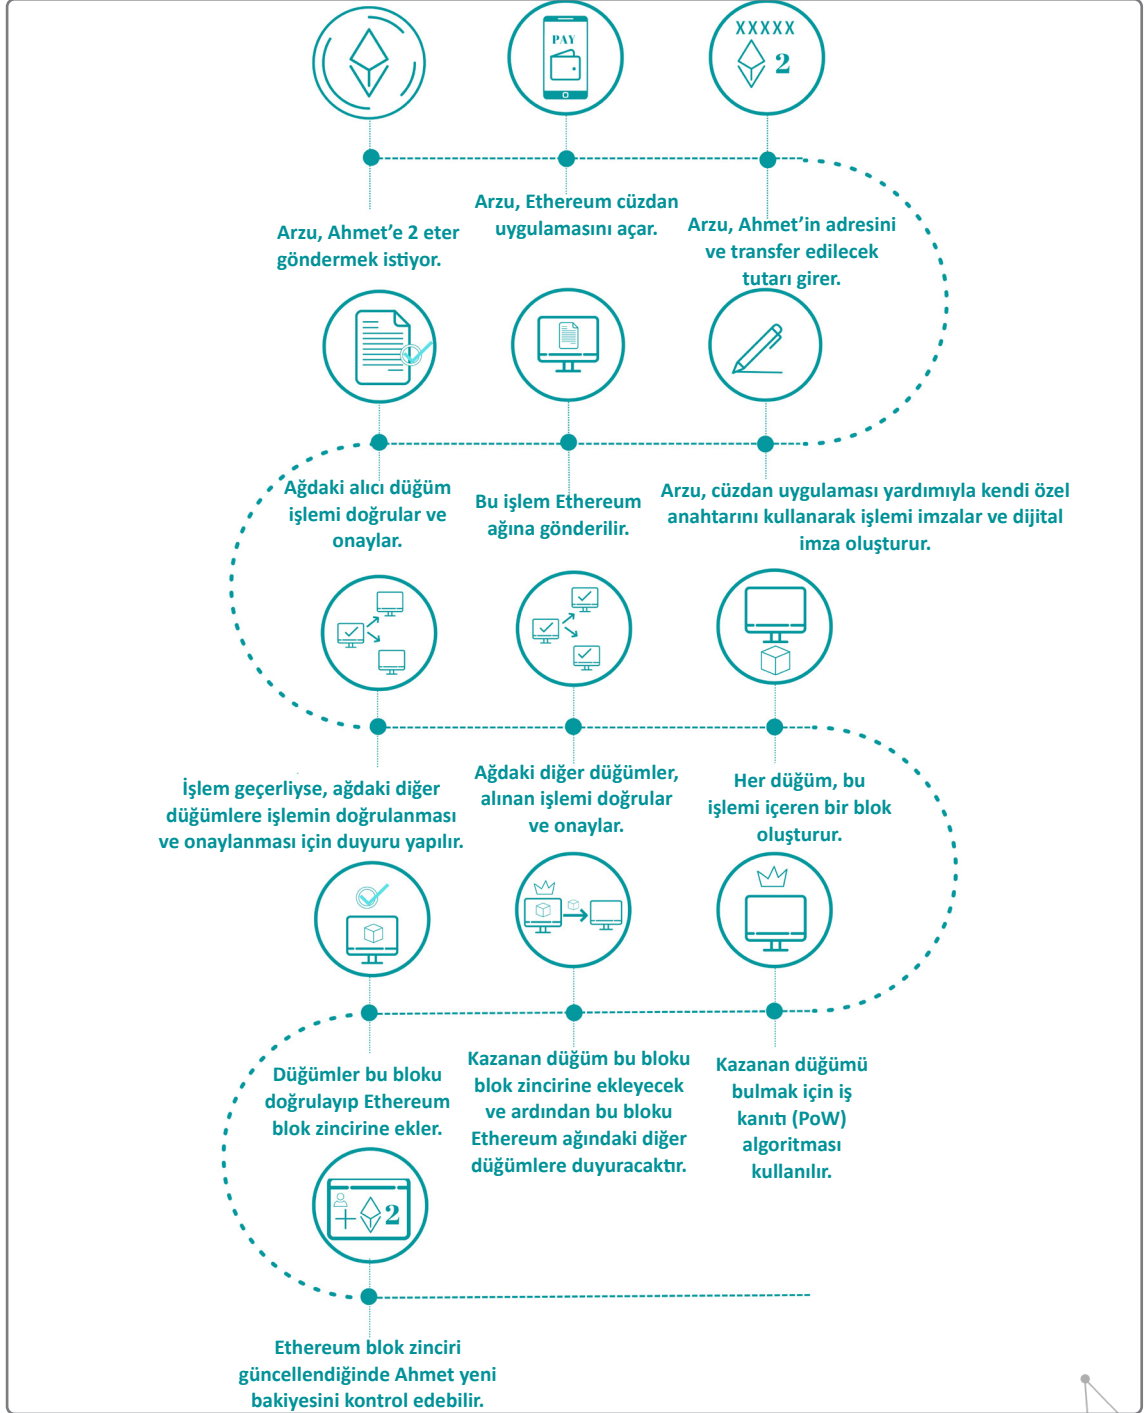 PAY
XXXXX
2
Arzu, Ahmet’e 2 eter
göndermek istiyor.
Arzu, Ethereum cüzdan
uygulamasını açar.
Arzu, Ahmet’in adresini
ve transfer edilecek
tutarı girer.
Arzu, cüzdan uygulaması yardımıyla kendi özel
anahtarını kullanarak işlemi imzalar ve dijital
imza oluşturur.
Bu işlem Ethereum
ağına gönderilir.
Ağdaki alıcı düğüm
işlemi doğrular ve
onaylar.
İşlem geçerliyse, ağdaki diğer
düğümlere işlemin doğrulanması
ve onaylanması için duyuru yapılır.
Ağdaki diğer düğümler,
alınan işlemi doğrular
ve onaylar.
Her düğüm, bu
işlemi içeren bir blok
oluşturur.
Kazanan düğümü
bulmak için iş
kanıtı (PoW)
algoritması
kullanılır.
Kazanan düğüm bu bloku
blok zincirine ekleyecek
ve ardından bu bloku
Ethereum ağındaki diğer
düğümlere duyuracaktır.
Düğümler bu bloku
doğrulayıp Ethereum
blok zincirine ekler.
+ 2
Ethereum blok zinciri
güncellendiğinde Ahmet yeni
bakiyesini kontrol edebilir.